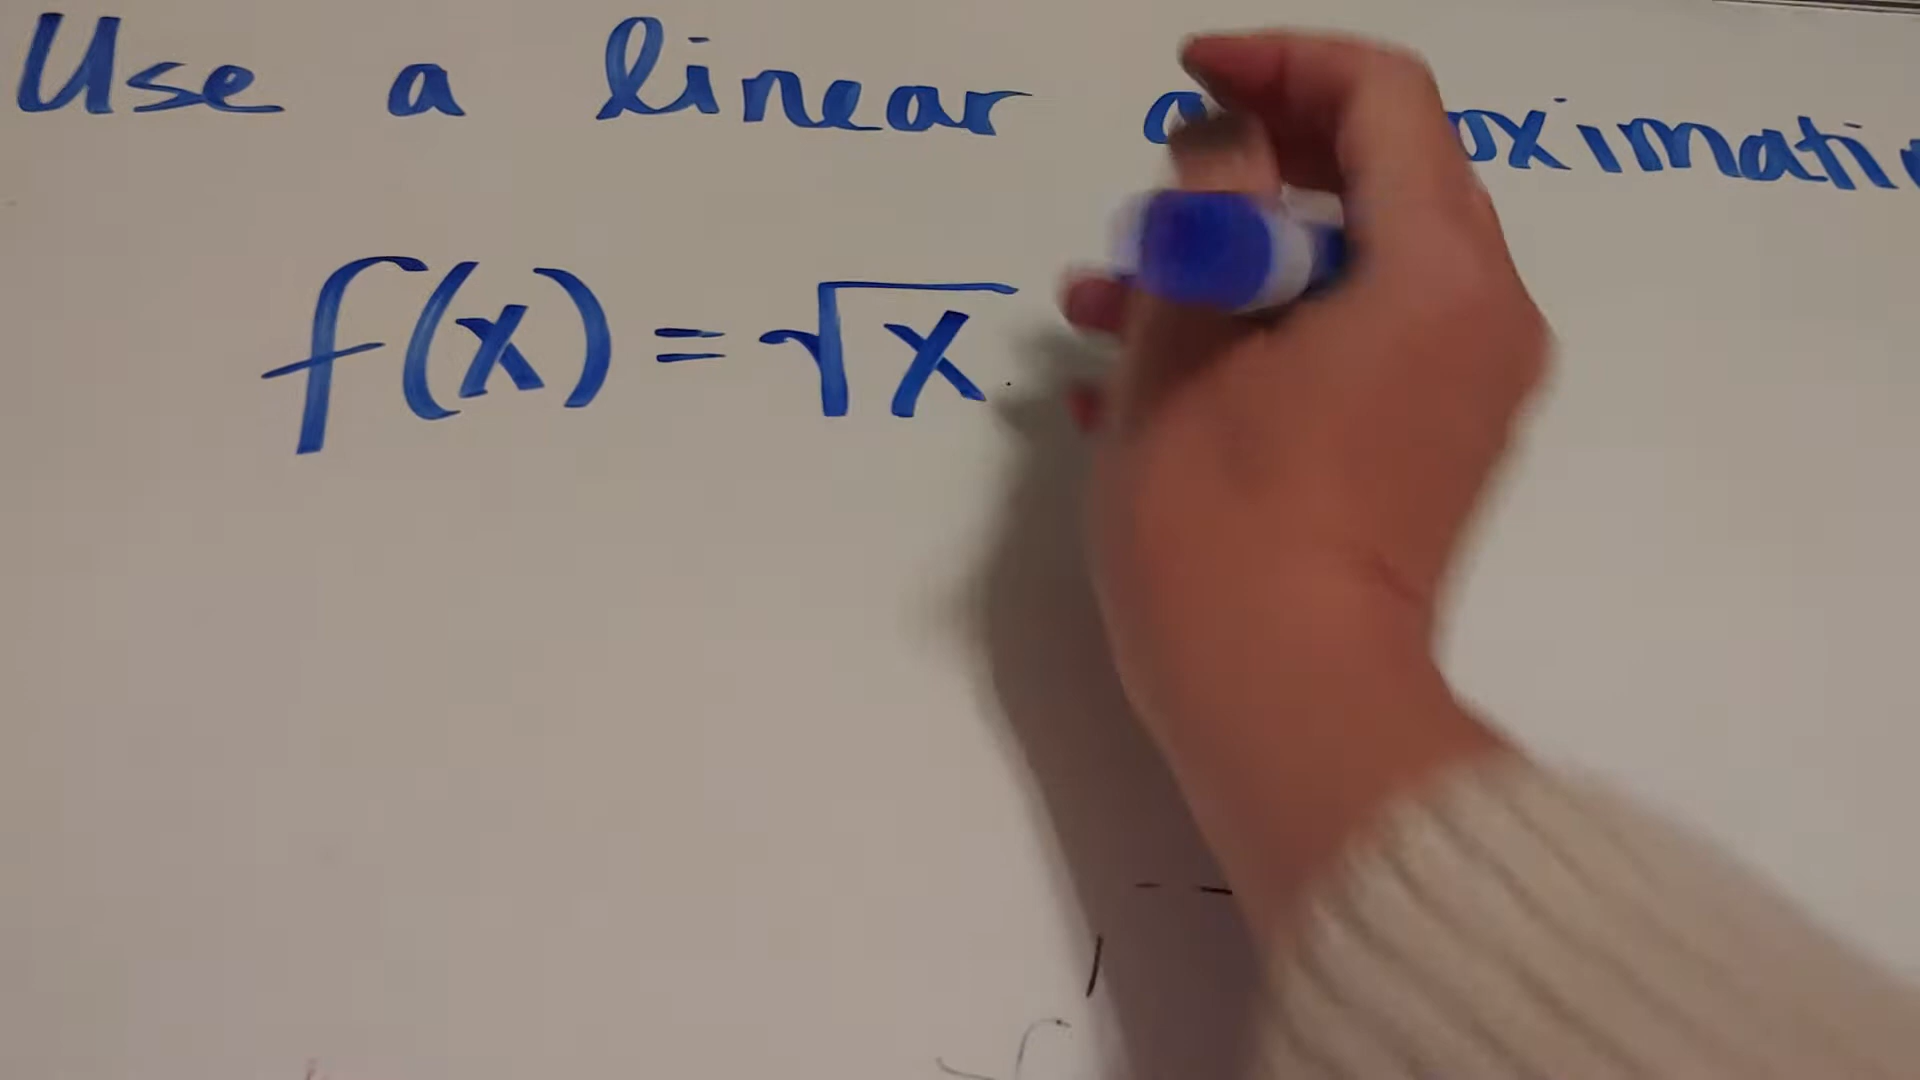 Use a linear
f(x) = √x